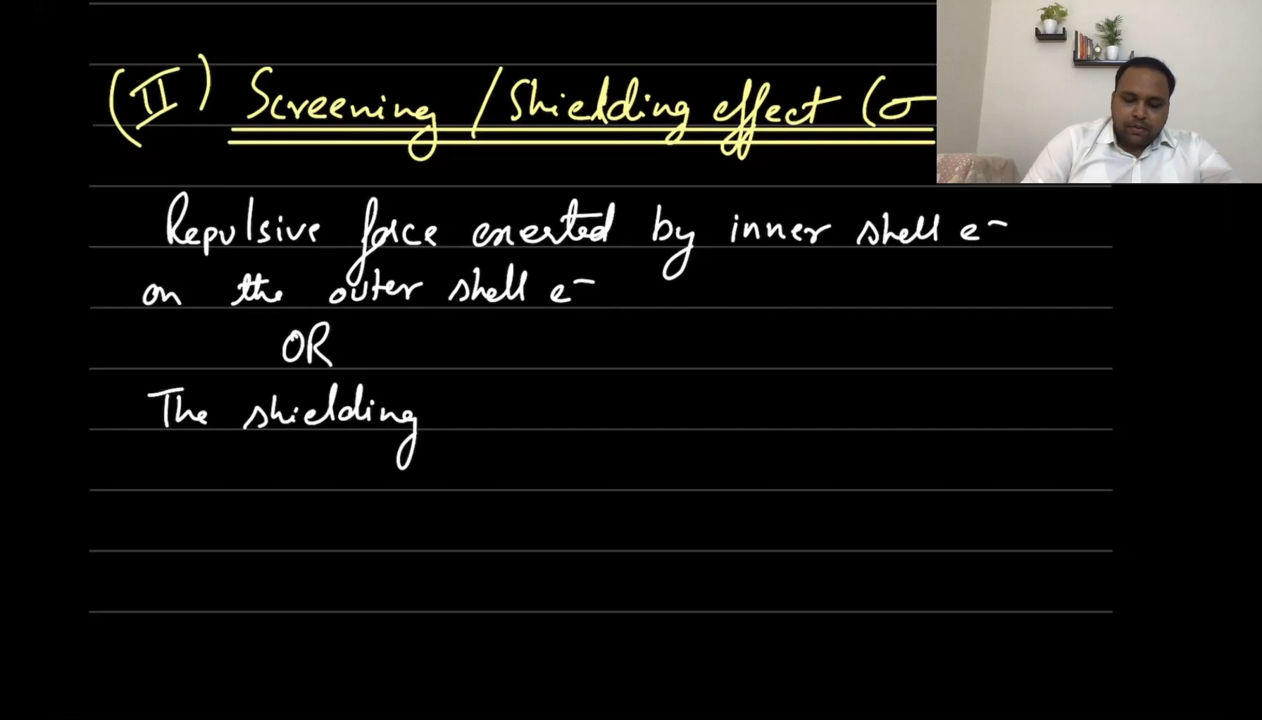 (II) Screening / Shielding effect (σ
Repulsive force exerted by inner shell e⁻
on the outer shell e⁻
OR
The shielding